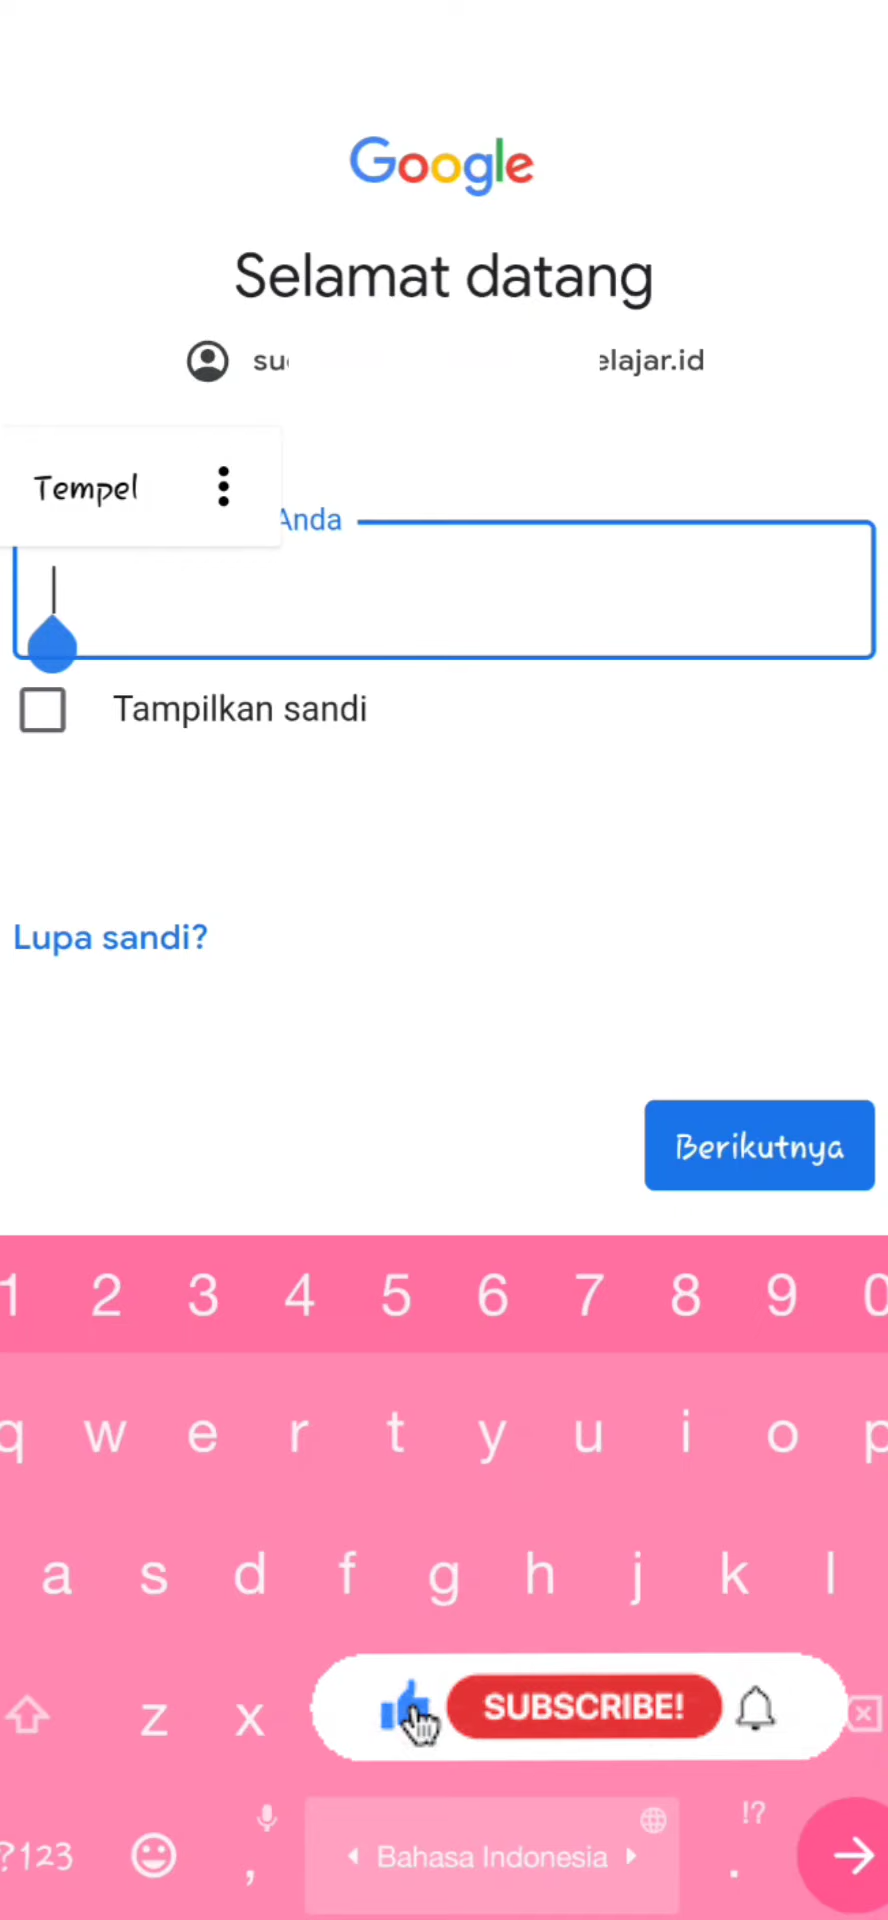 Google
Selamat datang
su elajar.id
Tempel
Anda
Tampilkan sandi
Lupa sandi?
Berikutnya
1 2 3 4 5 6 7 8 9 0
q w e r t y u i o p
a s d f g h j k l
z x SUBSCRIBE!
!?
?123 , Bahasa Indonesia .